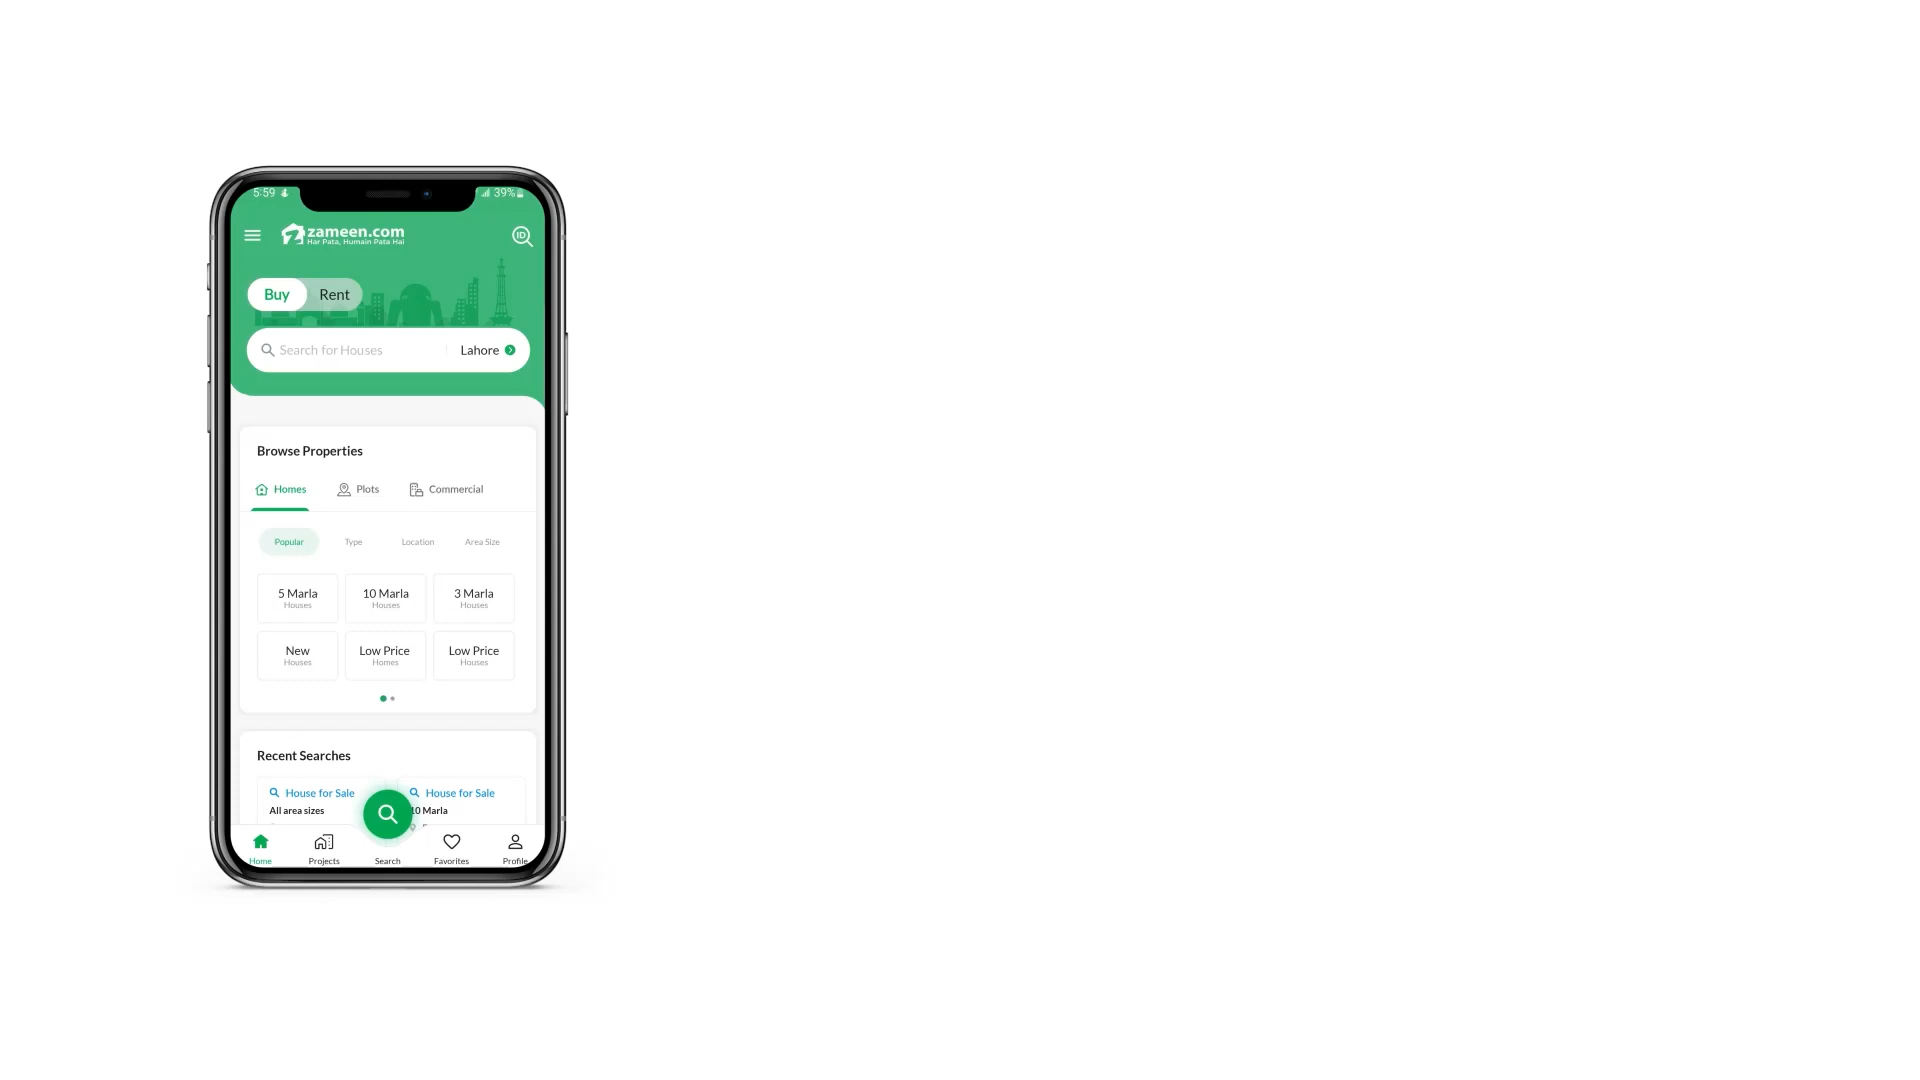 5:59 39%
zameen.com
Har Pata, Humain Pata Hai
ID
Buy Rent
Search for Houses Lahore
Browse Properties
Homes Plots Commercial
Popular Type Location Area Size
5 Marla 10 Marla 3 Marla
Houses Houses Houses
New Low Price Low Price
Houses Homes Houses
Recent Searches
House for Sale House for Sale
All area sizes 10 Marla
Home Projects Search Favorites Profile